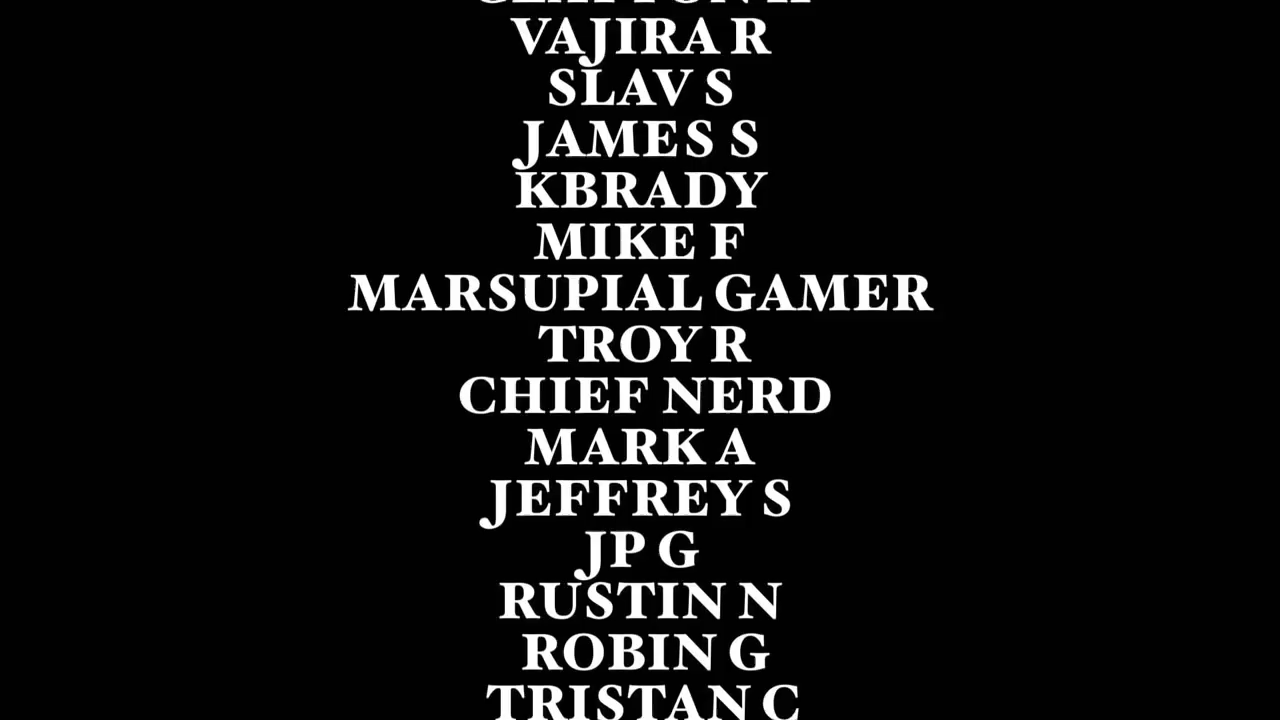 VAJIRA R
SLAV S
JAMES S
KBRADY
MIKE F
MARSUPIAL GAMER
TROY R
CHIEF NERD
MARK A
JEFFREY S
JP G
RUSTIN N
ROBIN G
TRISTAN C